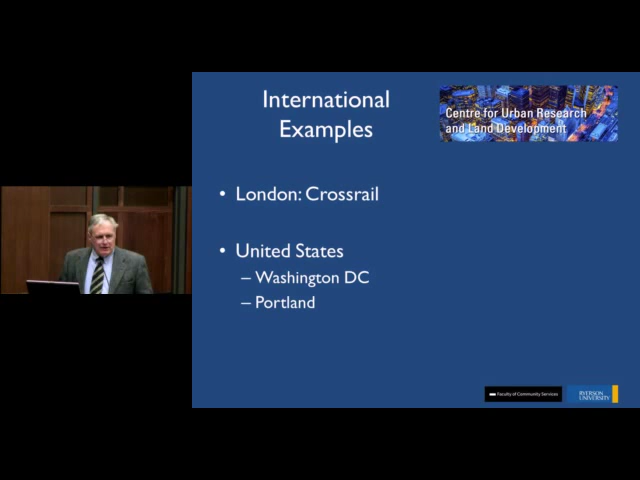 International
Examples
Centre for Urban Research
and Land Development
• London: Crossrail
• United States
– Washington DC
– Portland
Faculty of Community Services
RYERSON
UNIVERSITY